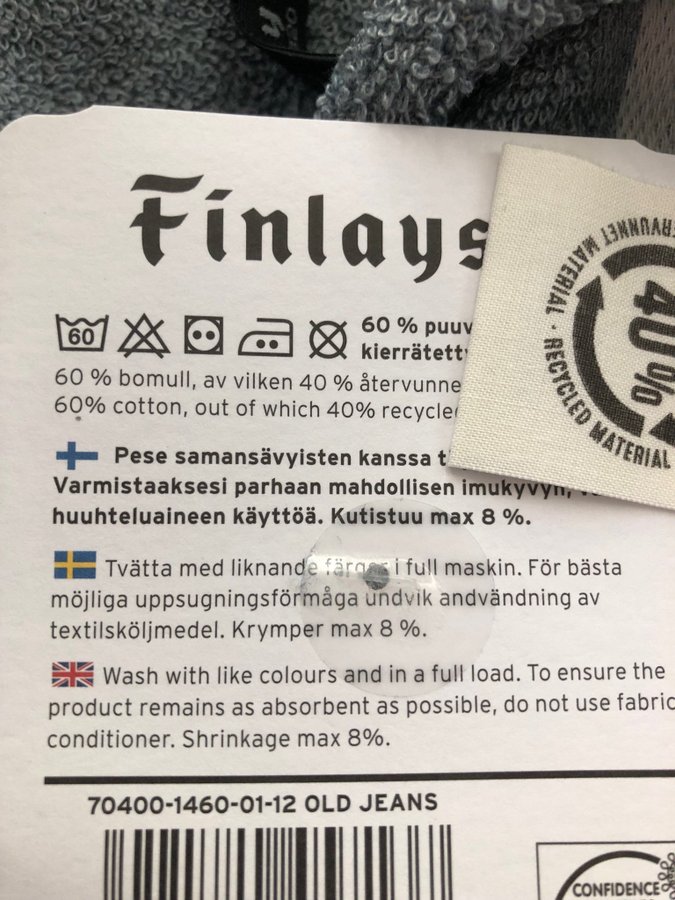 Finlays
60
60 % puuv
kierrätett
60 % bomull, av vilken 40 % återvunne
60% cotton, out of which 40% recycle
Pese samansävyisten kanssa
Varmistaaksesi parhaan mahdollisen imukyvyn,
huuhteluaineen käyttöä. Kutistuu max 8 %.
Tvätta med liknande färger i full maskin. För bästa
möjliga uppsugningsförmåga undvik andvändning av
textilsköljmedel. Krymper max 8 %.
Wash with like colours and in a full load. To ensure the
product remains as absorbent as possible, do not use fabric
conditioner. Shrinkage max 8%.
70400-1460-01-12 OLD JEANS
40%
RECYCLED MATERIAL ·
ERVUNNET MATERIAL ·
CONFIDENCE